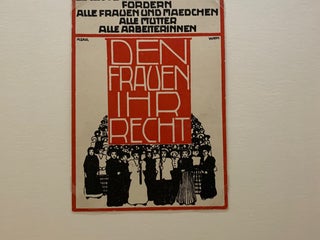 FORDERN
ALLE FRAUEN UND MAEDCHEN
ALLE MÜTTER
ALLE ARBEITERINNEN
DEN
FRAUEN
IHR
RECHT